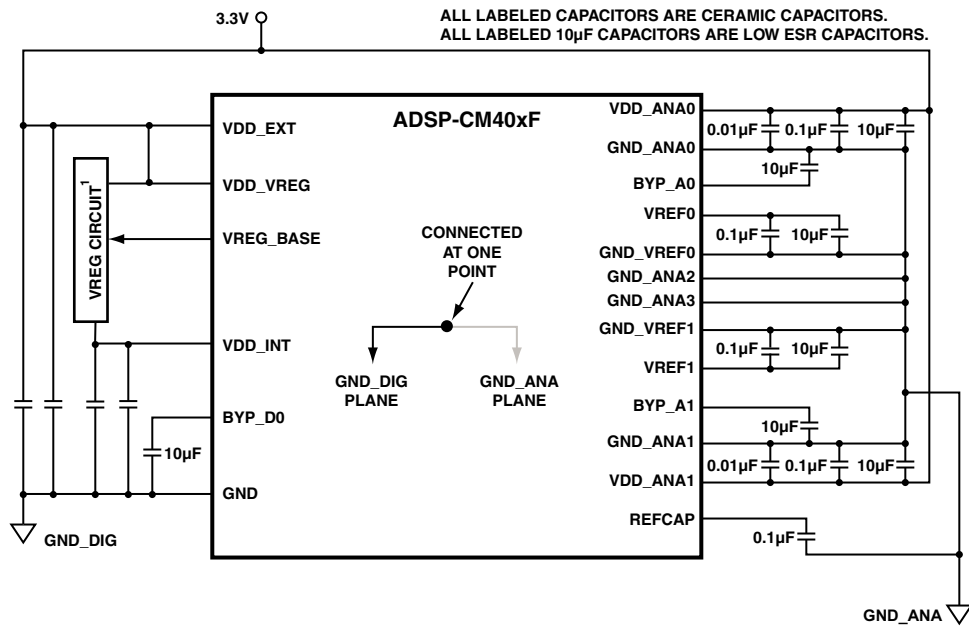 3.3V
ALL LABELED CAPACITORS ARE CERAMIC CAPACITORS.
ALL LABELED 10µF CAPACITORS ARE LOW ESR CAPACITORS.
ADSP-CM40xF
VDD_EXT
VDD_VREG
VREG_BASE
VREG CIRCUIT1
VDD_INT
BYP_D0
10µF
GND
GND_DIG
CONNECTED
AT ONE
POINT
GND_DIG
PLANE
GND_ANA
PLANE
VDD_ANA0
0.01µF 0.1µF 10µF
GND_ANA0
10µF
BYP_A0
VREF0
0.1µF 10µF
GND_VREF0
GND_ANA2
GND_ANA3
GND_VREF1
0.1µF 10µF
VREF1
BYP_A1
10µF
GND_ANA1
0.01µF 0.1µF 10µF
VDD_ANA1
REFCAP
0.1µF
GND_ANA